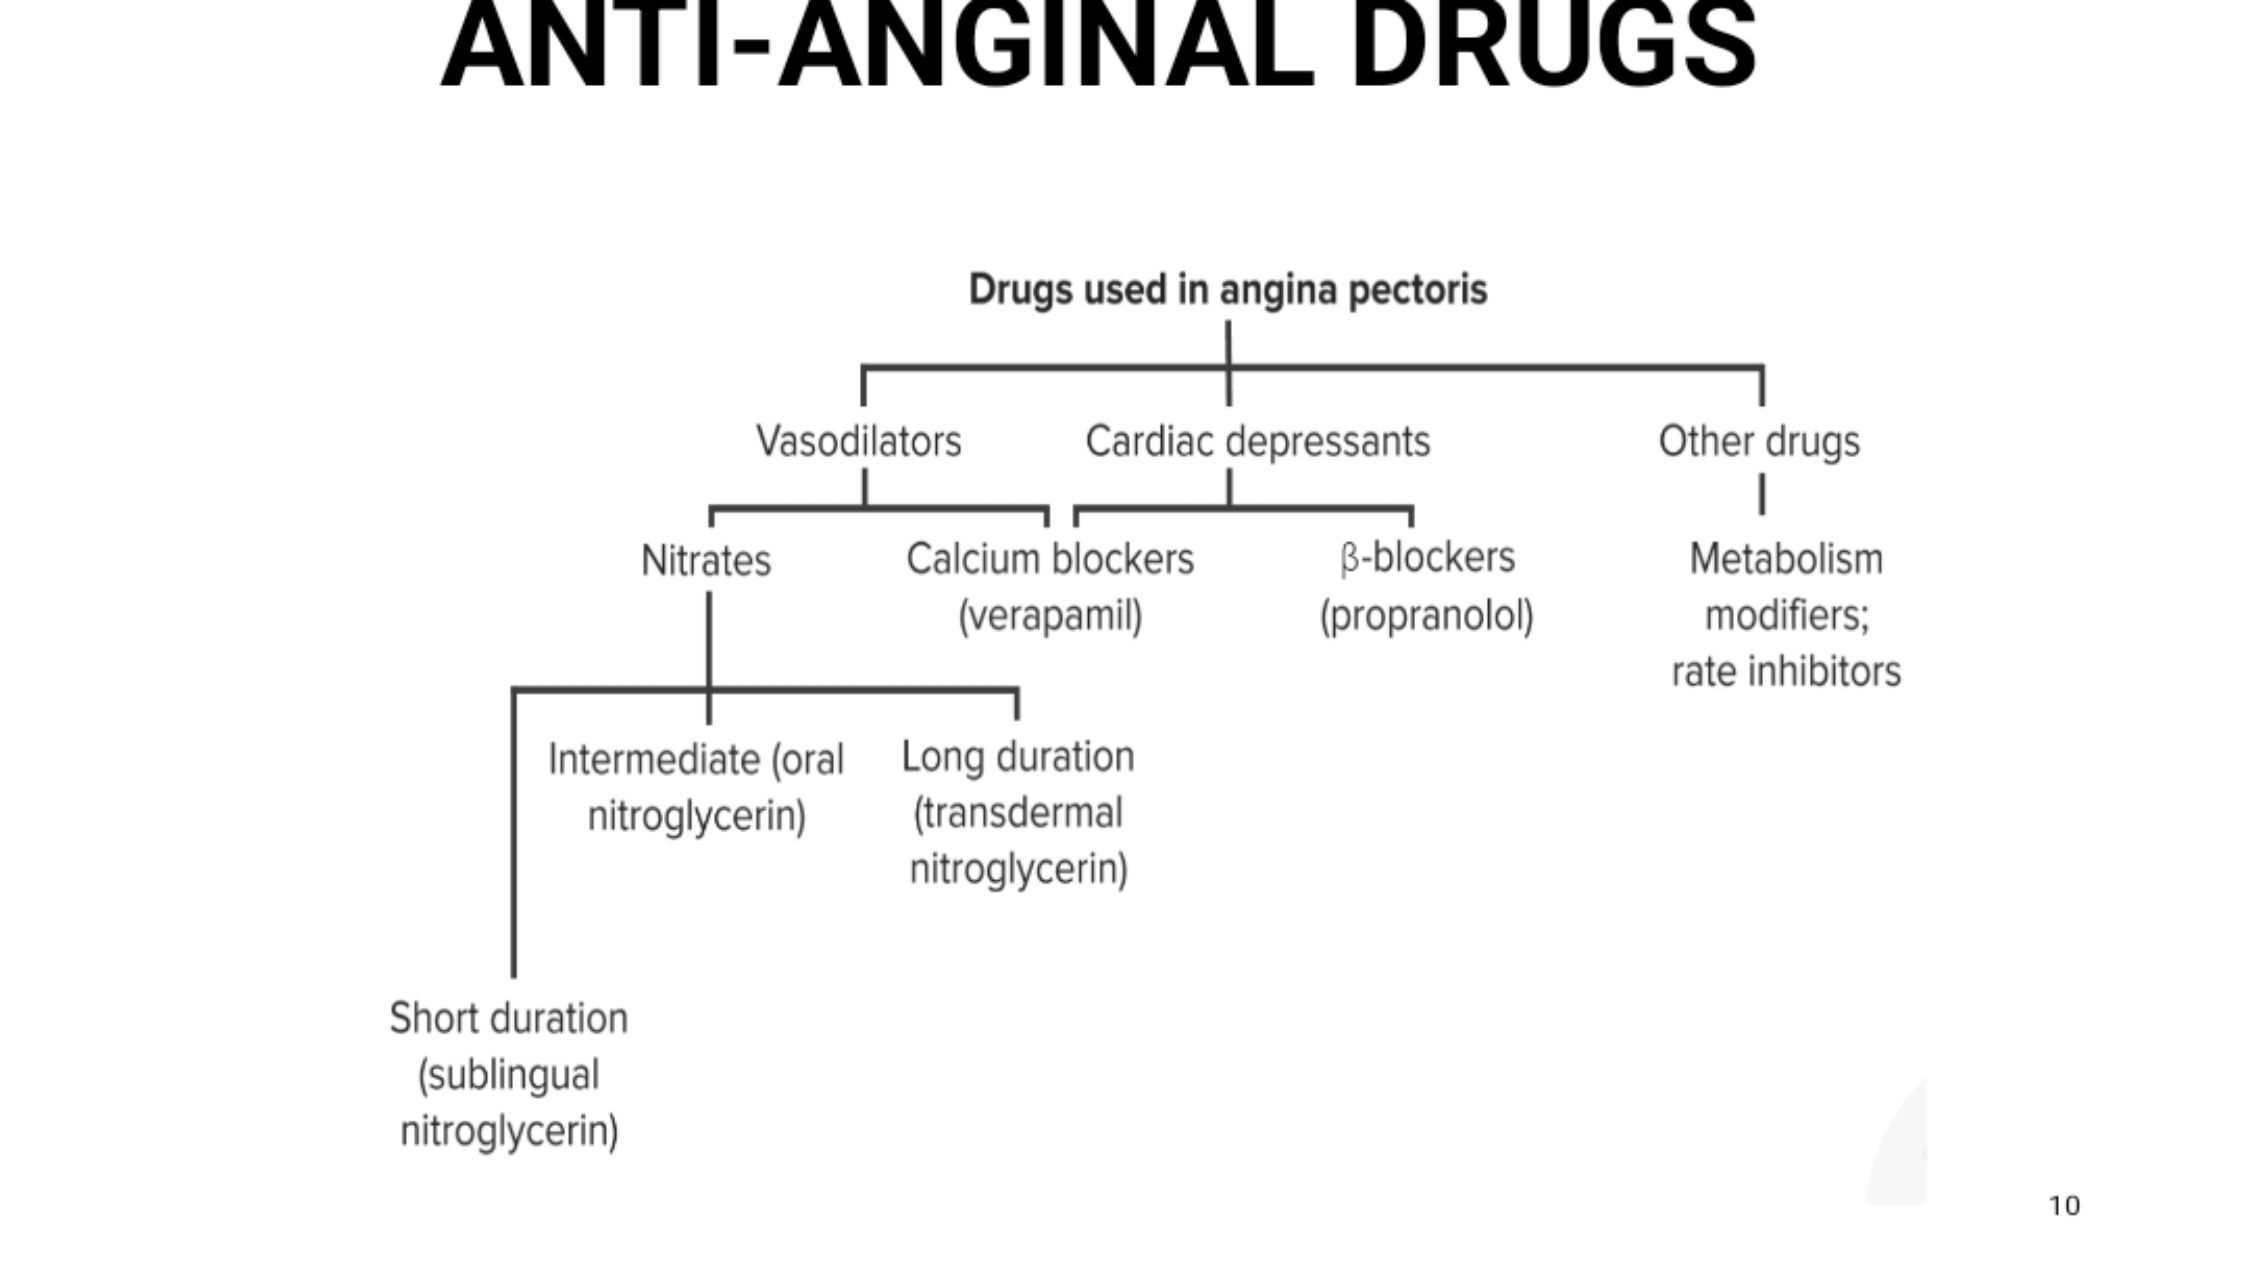 ANTI-ANGINAL DRUGS
Drugs used in angina pectoris
Vasodilators
Cardiac depressants
Other drugs
Nitrates
Calcium blockers
(verapamil)
β-blockers
(propranolol)
Metabolism
modifiers;
rate inhibitors
Intermediate (oral
nitroglycerin)
Long duration
(transdermal
nitroglycerin)
Short duration
(sublingual
nitroglycerin)
10